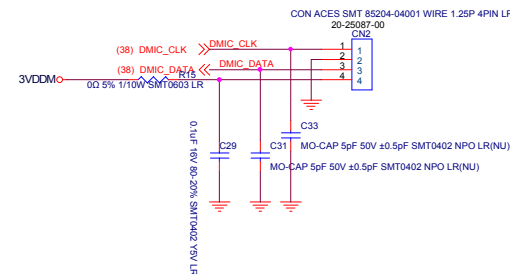 CON ACES SMT 85204-04001 WIRE 1.25P 4PIN LF
20-25087-00
CN2
(38) DMIC_CLK
DMIC_CLK
1
1
2
2
(38) DMIC_DATA
DMIC_DATA
3
3
3VDDM
R15
4
4
0Ω 5% 1/10W SMT0603 LR
C33
MO-CAP 5pF 50V ±0.5pF SMT0402 NPO LR(NU)
C29
C31
MO-CAP 5pF 50V ±0.5pF SMT0402 NPO LR(NU)
0.1uF 16V 80-20% SMT0402 Y5V LR